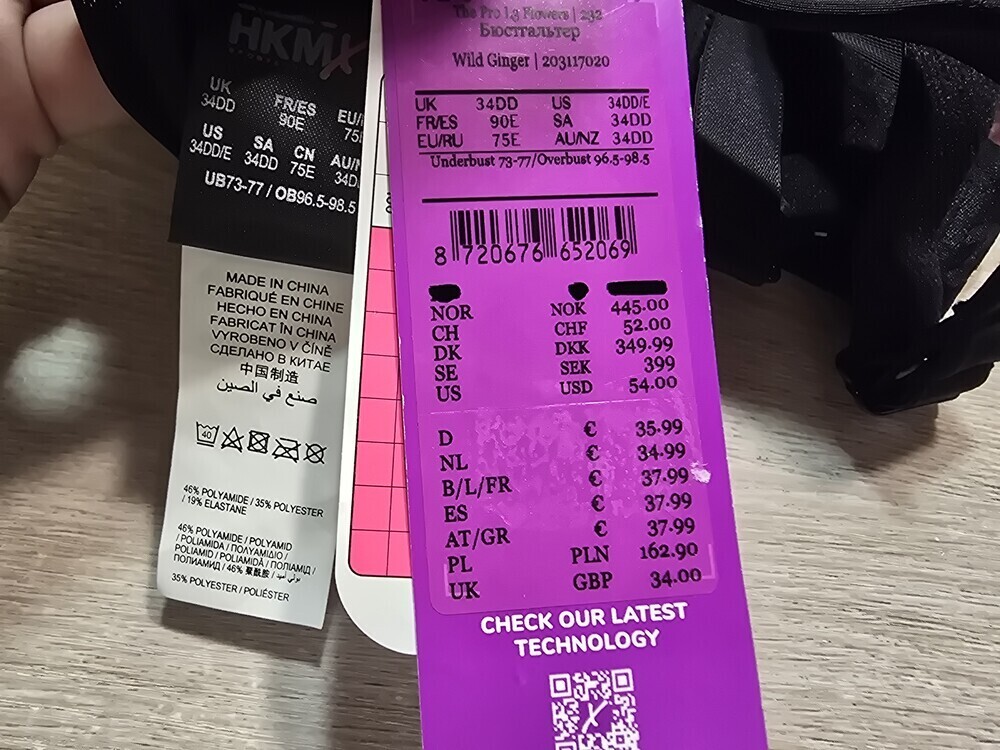 HKMX
UK
34DD
FR/ES
90E
US
34DD/E
SA
34DD
CN
75E
UB73-77 / OB96.5-98.5
MADE IN CHINA
FABRIQUÉ EN CHINE
HECHO EN CHINA
FABRICAT ÎN CHINA
VYROBENO V ČÍNĚ
СДЕЛАНО В КИТАЕ
中国制造
صنع في الصين
40
46% POLYAMIDE / 35% POLYESTER
/ 19% ELASTANE
46% POLYAMIDE / POLYAMID
/ POLIAMIDA / ПОЛУАМІΔІО /
POLIAMID / POLIAMIDĂ / ПОЛІАМІД /
ПОЛИАМИД / 46% 聚酰胺 /
35% POLYESTER / POLIÉSTER
The Pro L3 Flowers | 232
Бюстгальтер
Wild Ginger | 203117020
UK 34DD US 34DD/E
FR/ES 90E SA 34DD
EU/RU 75E AU/NZ 34DD
Underbust 73-77/Overbust 96.5-98.5
8 720676 652069
NOR NOK 445.00
CH CHF 52.00
DK DKK 349.99
SE SEK 399
US USD 54.00
D € 35.99
NL € 34.99
B/L/FR € 37.99
ES € 37.99
AT/GR € 37.99
PL PLN 162.90
UK GBP 34.00
CHECK OUR LATEST
TECHNOLOGY